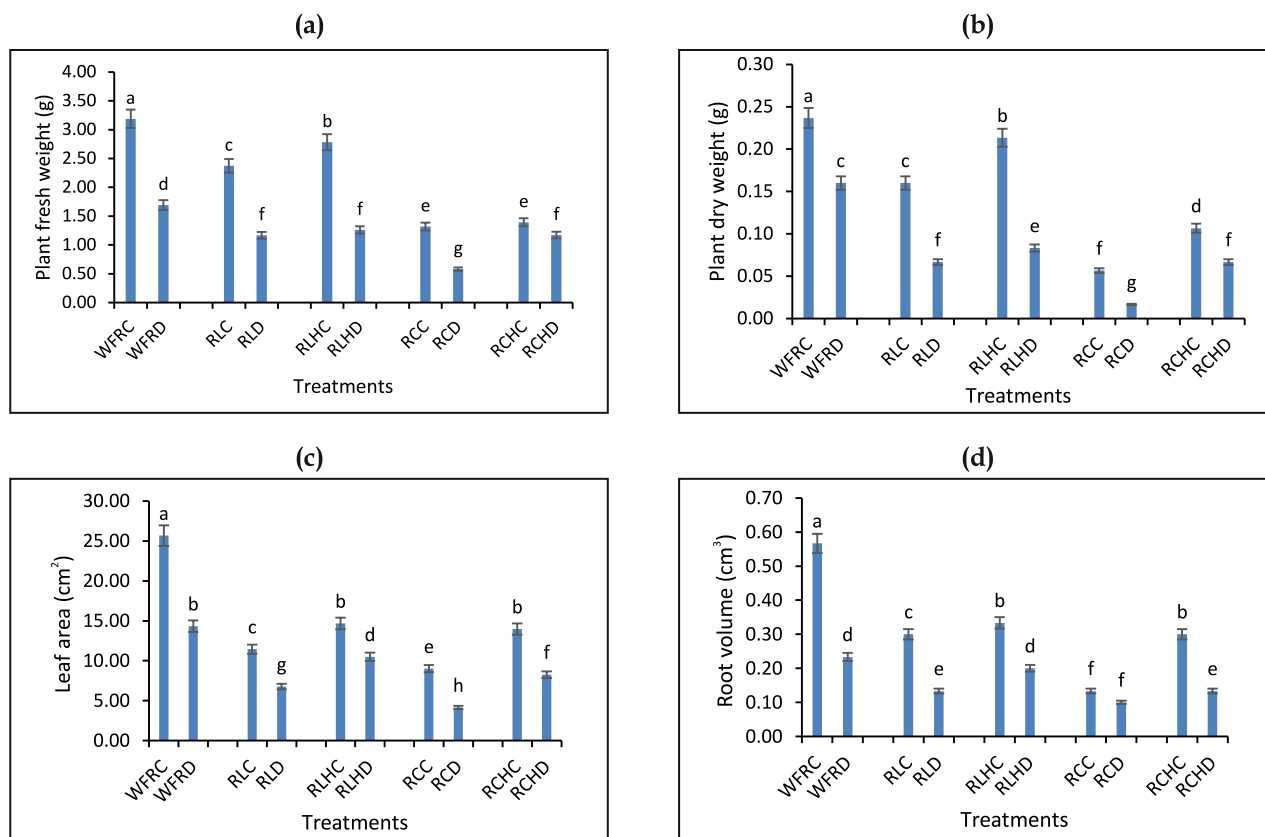 (a)
4.00
3.50
3.00
2.50
2.00
1.50
1.00
0.50
0.00
Plant fresh weight (g)
a
d
c
f
b
f
e
g
e
f
WFRC
WFRD
RLC
RLD
RLHC
RLHD
RCC
RCD
RCHC
RCHD
Treatments
(b)
0.30
0.25
0.20
0.15
0.10
0.05
0.00
Plant dry weight (g)
a
c
c
f
b
e
f
g
d
f
WFRC
WFRD
RLC
RLD
RLHC
RLHD
RCC
RCD
RCHC
RCHD
Treatments
(c)
30.00
25.00
20.00
15.00
10.00
5.00
0.00
Leaf area (cm²)
a
b
c
g
b
d
e
h
b
f
WFRC
WFRD
RLC
RLD
RLHC
RLHD
RCC
RCD
RCHC
RCHD
Treatments
(d)
0.70
0.60
0.50
0.40
0.30
0.20
0.10
0.00
Root volume (cm³)
a
d
c
e
b
d
f
f
b
e
WFRC
WFRD
RLC
RLD
RLHC
RLHD
RCC
RCD
RCHC
RCHD
Treatments